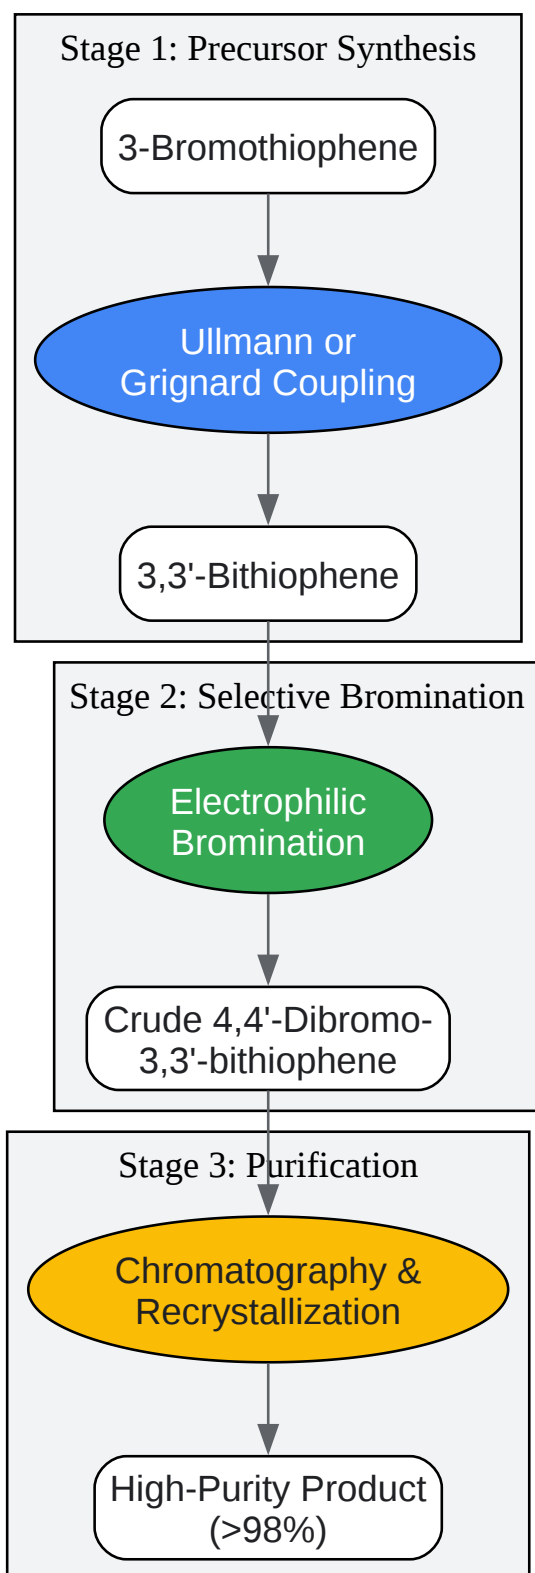 Stage 1: Precursor Synthesis
3-Bromothiophene
Ullmann or
Grignard Coupling
3,3'-Bithiophene
Stage 2: Selective Bromination
Electrophilic
Bromination
Crude 4,4'-Dibromo-
3,3'-bithiophene
Stage 3: Purification
Chromatography &
Recrystallization
High-Purity Product
(>98%)